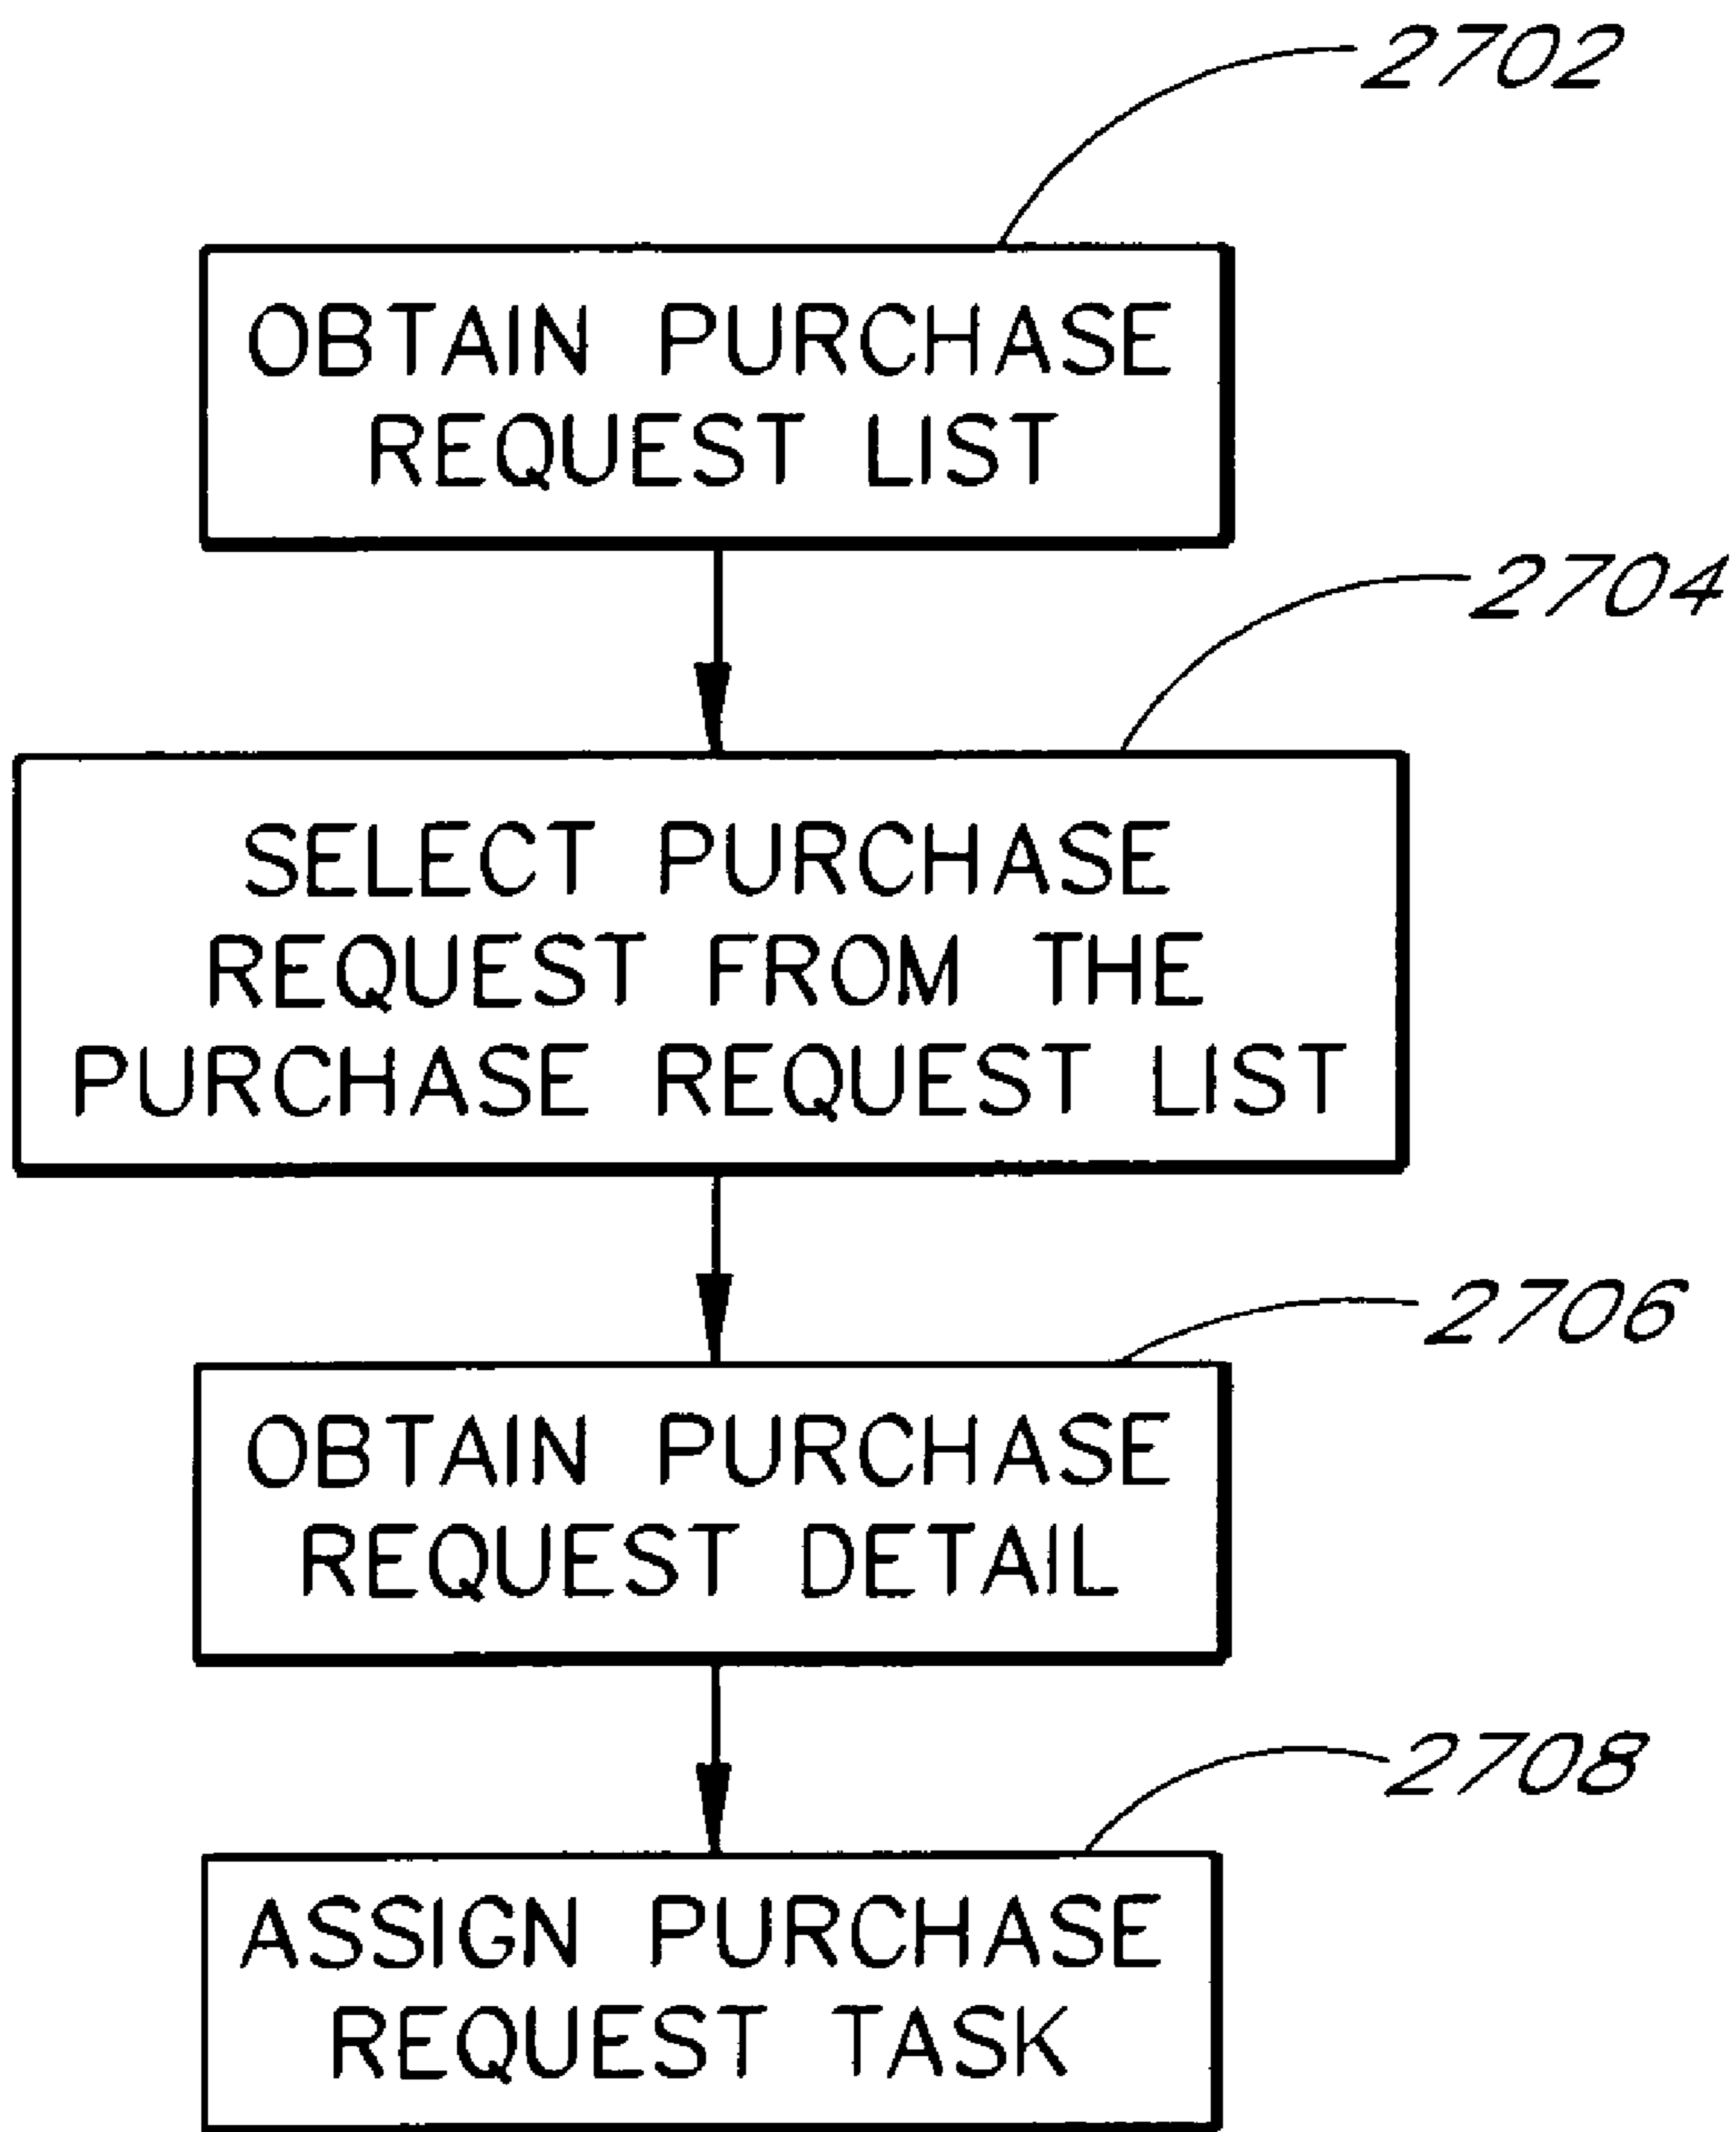 2702
OBTAIN PURCHASE
REQUEST LIST
2704
SELECT PURCHASE
REQUEST FROM THE
PURCHASE REQUEST LIST
2706
OBTAIN PURCHASE
REQUEST DETAIL
2708
ASSIGN PURCHASE
REQUEST TASK